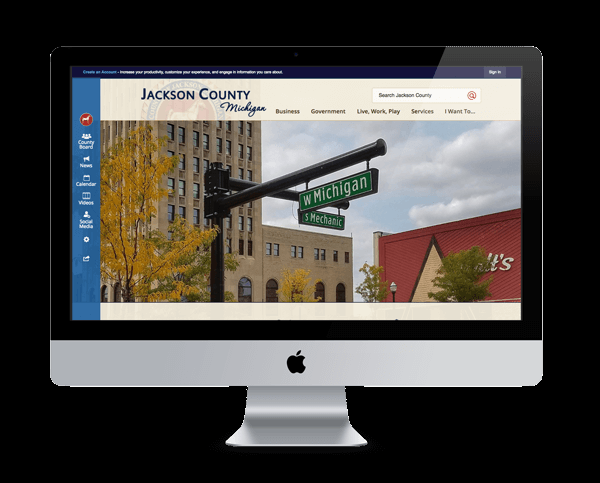 Create an Account - Increase your productivity, customize your experience, and engage in information you care about.
Sign In
JACKSON COUNTY
Michigan
Search Jackson County
Business
Government
Live, Work, Play
Services
I Want To...
County
Board
News
Calendar
Videos
Social
Media
W Michigan
S Mechanic